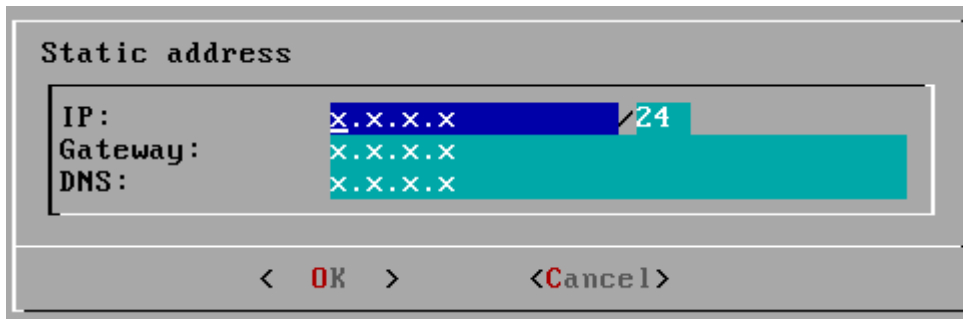 Static address
IP: x.x.x.x /24
Gateway: x.x.x.x
DNS: x.x.x.x
< OK > <Cancel>